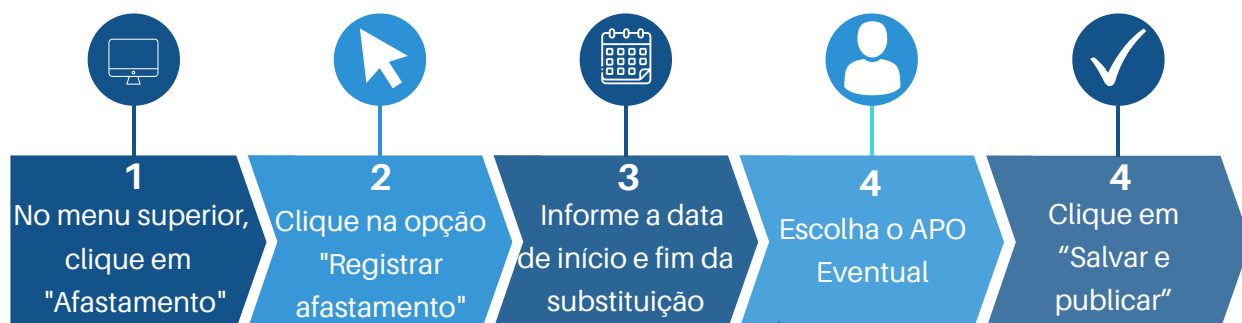 1
No menu superior,
clique em
"Afastamento"
2
Clique na opção
"Registrar
afastamento"
3
Informe a data
de início e fim da
substituição
4
Escolha o APO
Eventual
4
Clique em
“Salvar e
publicar”